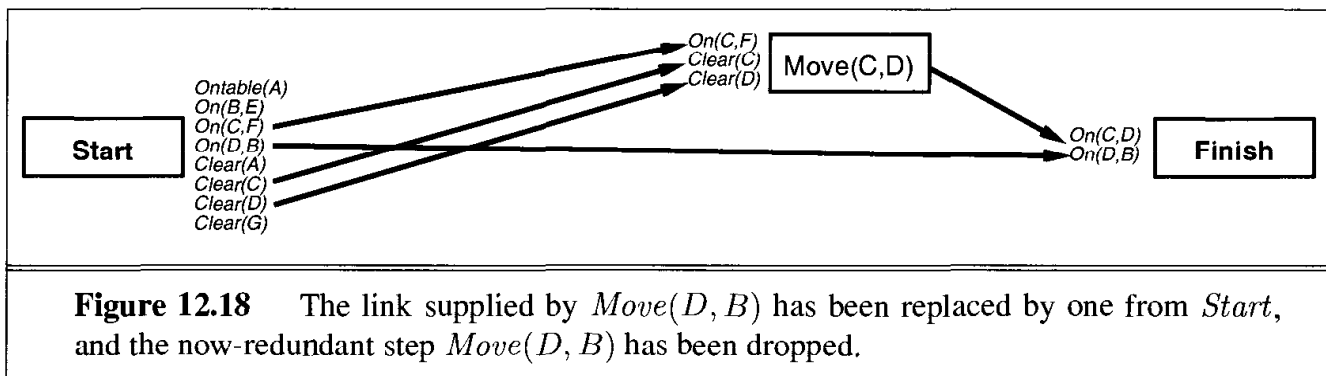 Start
Ontable(A)
On(B,E)
On(C,F)
On(D,B)
Clear(A)
Clear(C)
Clear(D)
Clear(G)
On(C,F)
Clear(C)
Clear(D)
Move(C,D)
On(C,D)
On(D,B)
Finish
Figure 12.18 The link supplied by Move(D, B) has been replaced by one from Start,
and the now-redundant step Move(D, B) has been dropped.